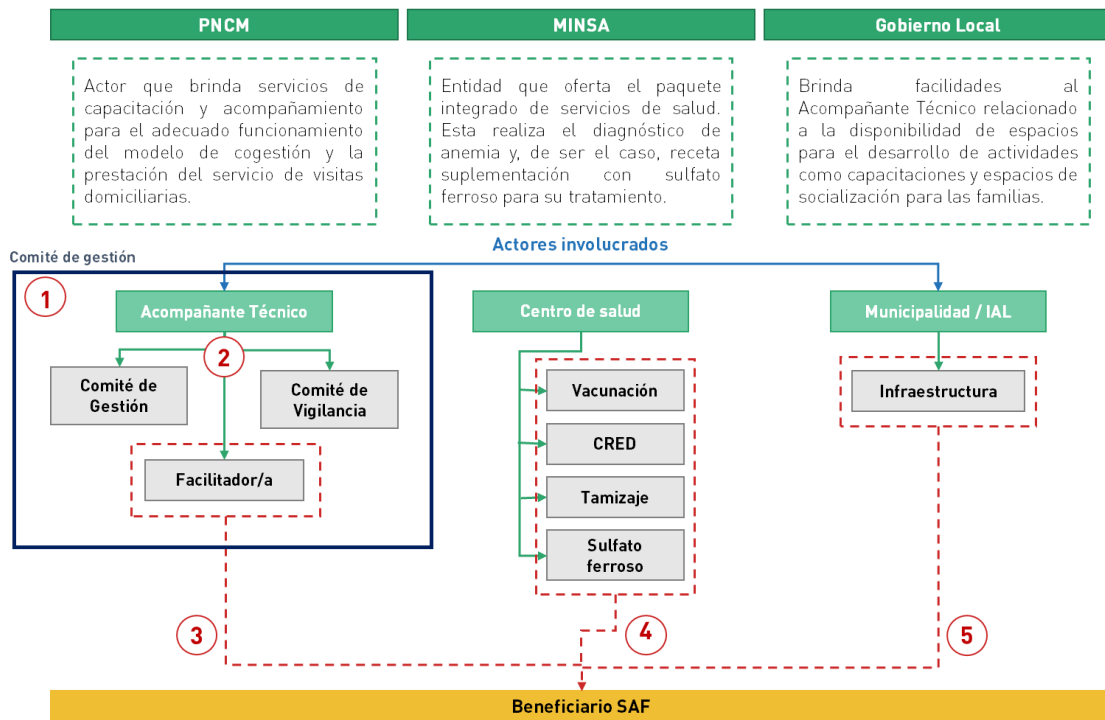 PNCM
MINSA
Gobierno Local
Actor que brinda servicios de
capacitación y acompañamiento
para el adecuado funcionamiento
del modelo de cogestión y la
prestación del servicio de visitas
domiciliarias.
Entidad que oferta el paquete
integrado de servicios de salud.
Esta realiza el diagnóstico de
anemia y, de ser el caso, receta
suplementación con sulfato
ferroso para su tratamiento.
Brinda facilidades al
Acompañante Técnico relacionado
a la disponibilidad de espacios
para el desarrollo de actividades
como capacitaciones y espacios de
socialización para las familias.
Actores involucrados
Comité de gestión
1
Acompañante Técnico
Centro de salud
Municipalidad / IAL
2
Comité de
Gestión
Comité de
Vigilancia
Facilitador/a
Vacunación
CRED
Tamizaje
Sulfato
ferroso
Infraestructura
3
4
5
Beneficiario SAF